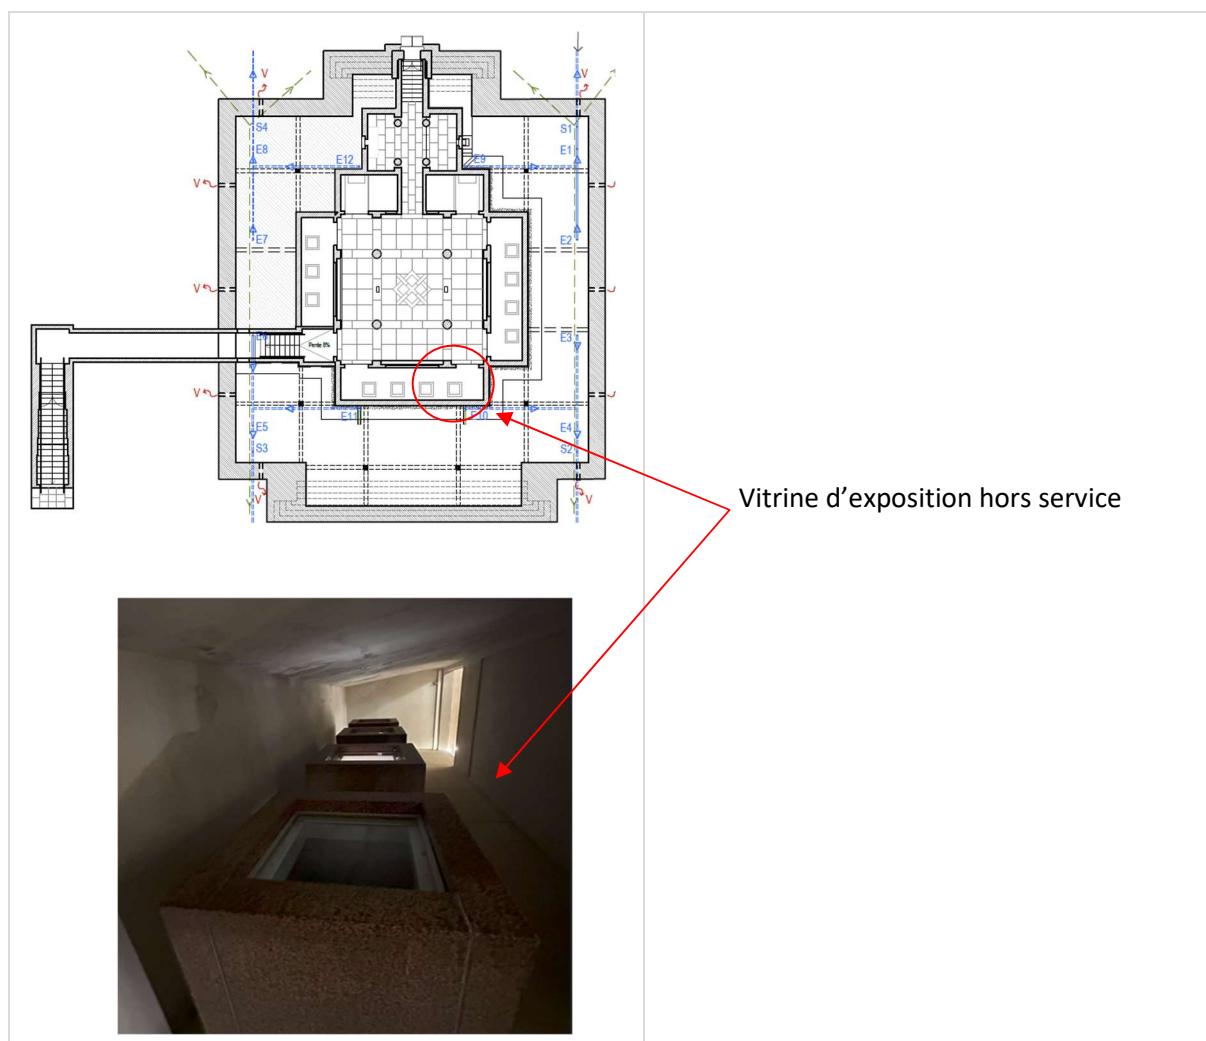 V
V
S4
S1
E8
E1
E12
E9
V
E7
E2
V
E6
Pente 8%
E3
V
E11
E10
E5
E4
S3
S2
V
V
Vitrine d’exposition hors service